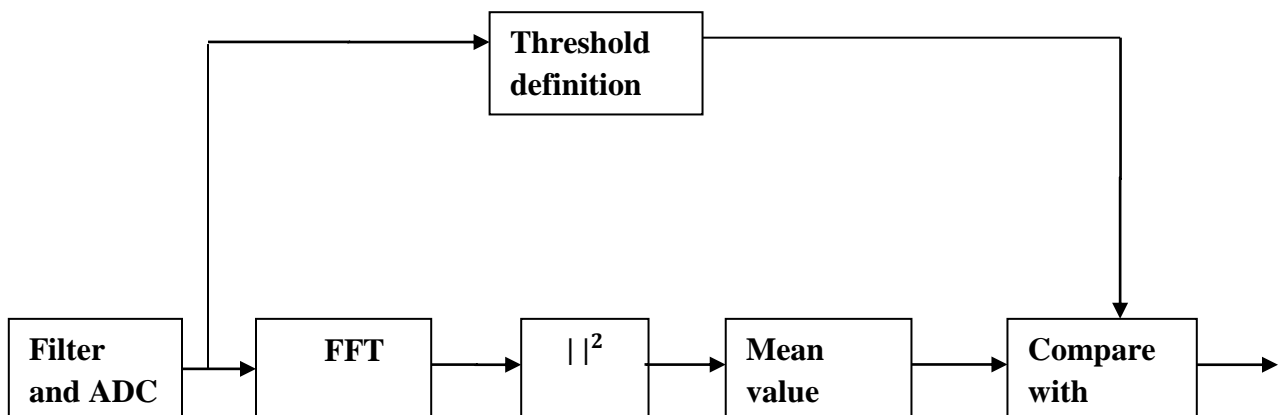 Threshold
definition
Filter
and ADC
FFT
| |²
Mean
value
Compare
with